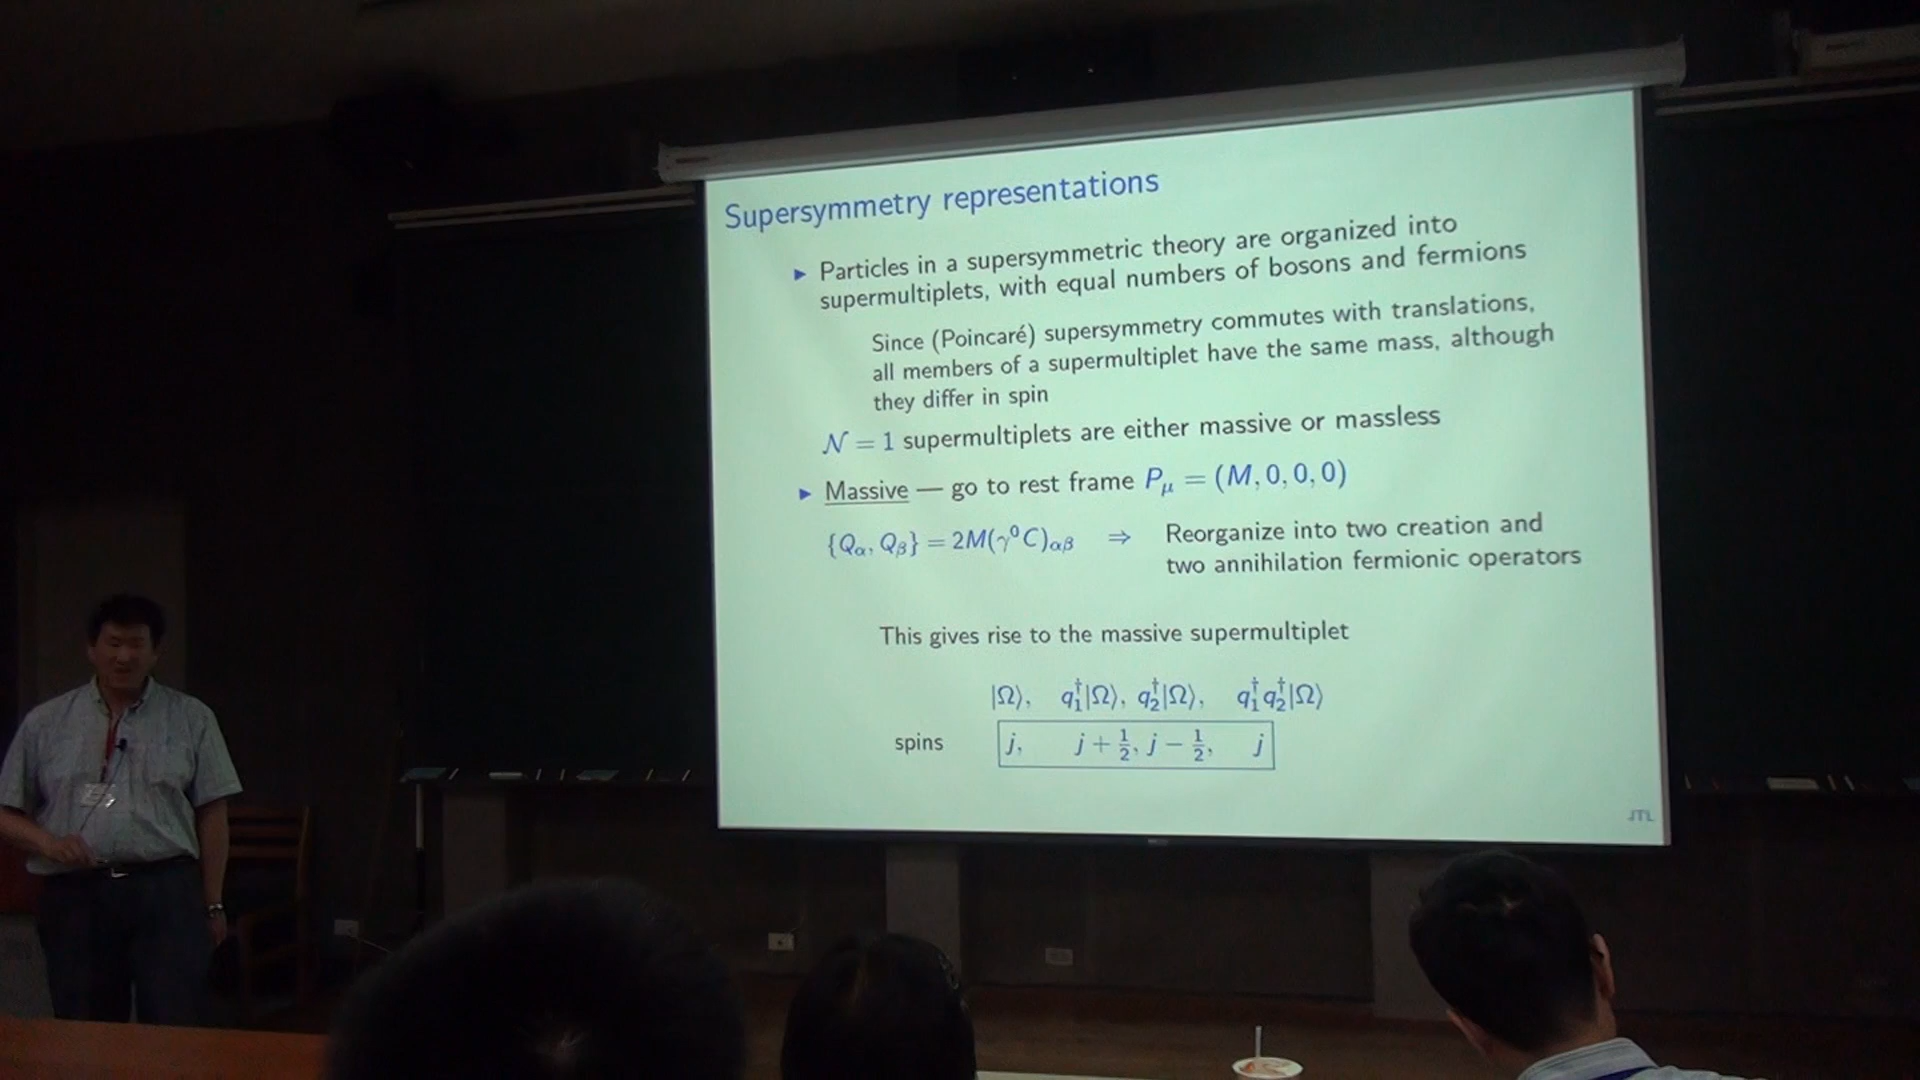 Supersymmetry representations
▶ Particles in a supersymmetric theory are organized into
supermultiplets, with equal numbers of bosons and fermions
Since (Poincaré) supersymmetry commutes with translations,
all members of a supermultiplet have the same mass, although
they differ in spin
𝒩 = 1 supermultiplets are either massive or massless
▶ Massive — go to rest frame P_μ = (M, 0, 0, 0)
{Q_α, Q_β} = 2M(γ⁰C)_αβ ⇒ Reorganize into two creation and
two annihilation fermionic operators
This gives rise to the massive supermultiplet
|Ω⟩, q₁†|Ω⟩, q₂†|Ω⟩, q₁†q₂†|Ω⟩
spins j, j + ½, j − ½, j
JTL